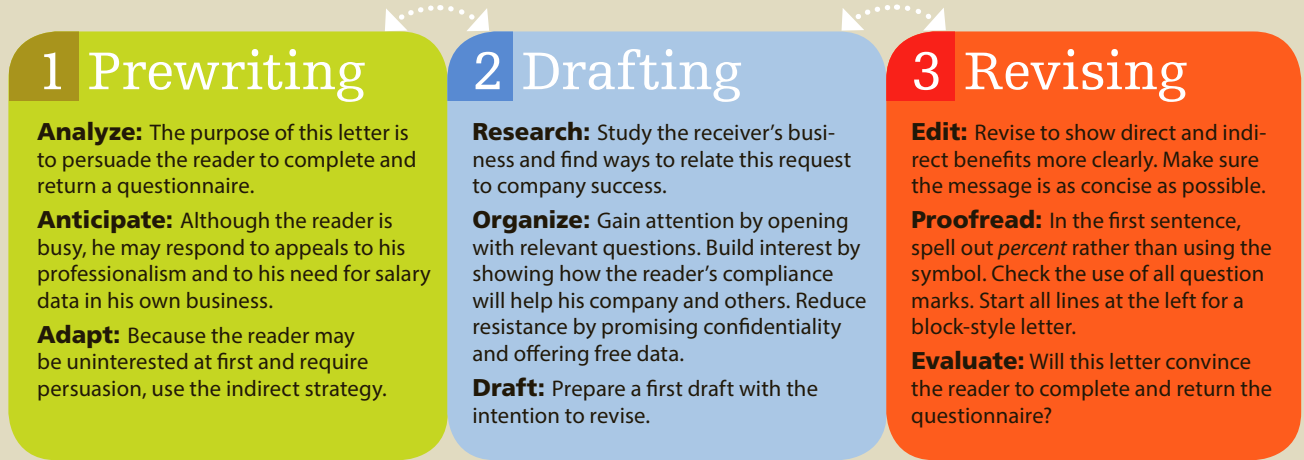 1 Prewriting
Analyze: The purpose of this letter is
to persuade the reader to complete and
return a questionnaire.
Anticipate: Although the reader is
busy, he may respond to appeals to his
professionalism and to his need for salary
data in his own business.
Adapt: Because the reader may
be uninterested at first and require
persuasion, use the indirect strategy.
2 Drafting
Research: Study the receiver's busi-
ness and find ways to relate this request
to company success.
Organize: Gain attention by opening
with relevant questions. Build interest by
showing how the reader's compliance
will help his company and others. Reduce
resistance by promising confidentiality
and offering free data.
Draft: Prepare a first draft with the
intention to revise.
3 Revising
Edit: Revise to show direct and indi-
rect benefits more clearly. Make sure
the message is as concise as possible.
Proofread: In the first sentence,
spell out percent rather than using the
symbol. Check the use of all question
marks. Start all lines at the left for a
block-style letter.
Evaluate: Will this letter convince
the reader to complete and return the
questionnaire?